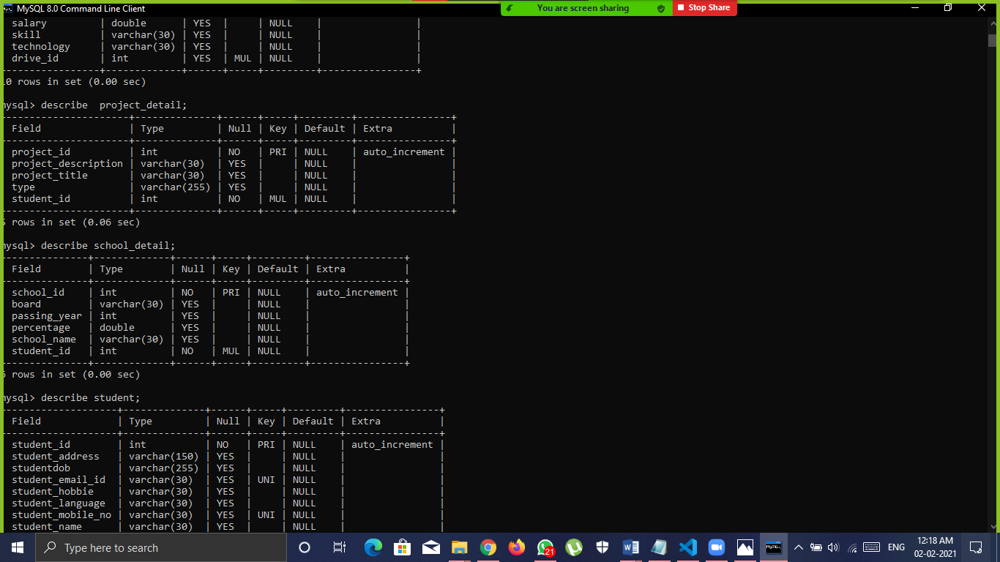 MySQL 8.0 Command Line Client
You are screen sharing
Stop Share
salary | double | YES | | NULL | |
skill | varchar(30) | YES | | NULL | |
technology | varchar(30) | YES | | NULL | |
drive_id | int | YES | MUL | NULL | |
0 rows in set (0.00 sec)
mysql> describe  project_detail;
Field | Type | Null | Key | Default | Extra |
project_id | int | NO | PRI | NULL | auto_increment |
project_description | varchar(30) | YES | | NULL | |
project_title | varchar(30) | YES | | NULL | |
type | varchar(255) | YES | | NULL | |
student_id | int | NO | MUL | NULL | |
rows in set (0.06 sec)
mysql> describe school_detail;
Field | Type | Null | Key | Default | Extra |
school_id | int | NO | PRI | NULL | auto_increment |
board | varchar(30) | YES | | NULL | |
passing_year | int | YES | | NULL | |
percentage | double | YES | | NULL | |
school_name | varchar(30) | YES | | NULL | |
student_id | int | NO | MUL | NULL | |
rows in set (0.00 sec)
mysql> describe student;
Field | Type | Null | Key | Default | Extra |
student_id | int | NO | PRI | NULL | auto_increment |
student_address | varchar(150) | YES | | NULL | |
studentdob | varchar(255) | YES | | NULL | |
student_email_id | varchar(30) | YES | UNI | NULL | |
student_hobbie | varchar(30) | YES | | NULL | |
student_language | varchar(30) | YES | | NULL | |
student_mobile_no | varchar(30) | YES | UNI | NULL | |
student_name | varchar(30) | YES | | NULL | |
Type here to search
21
ENG
12:18 AM
02-02-2021